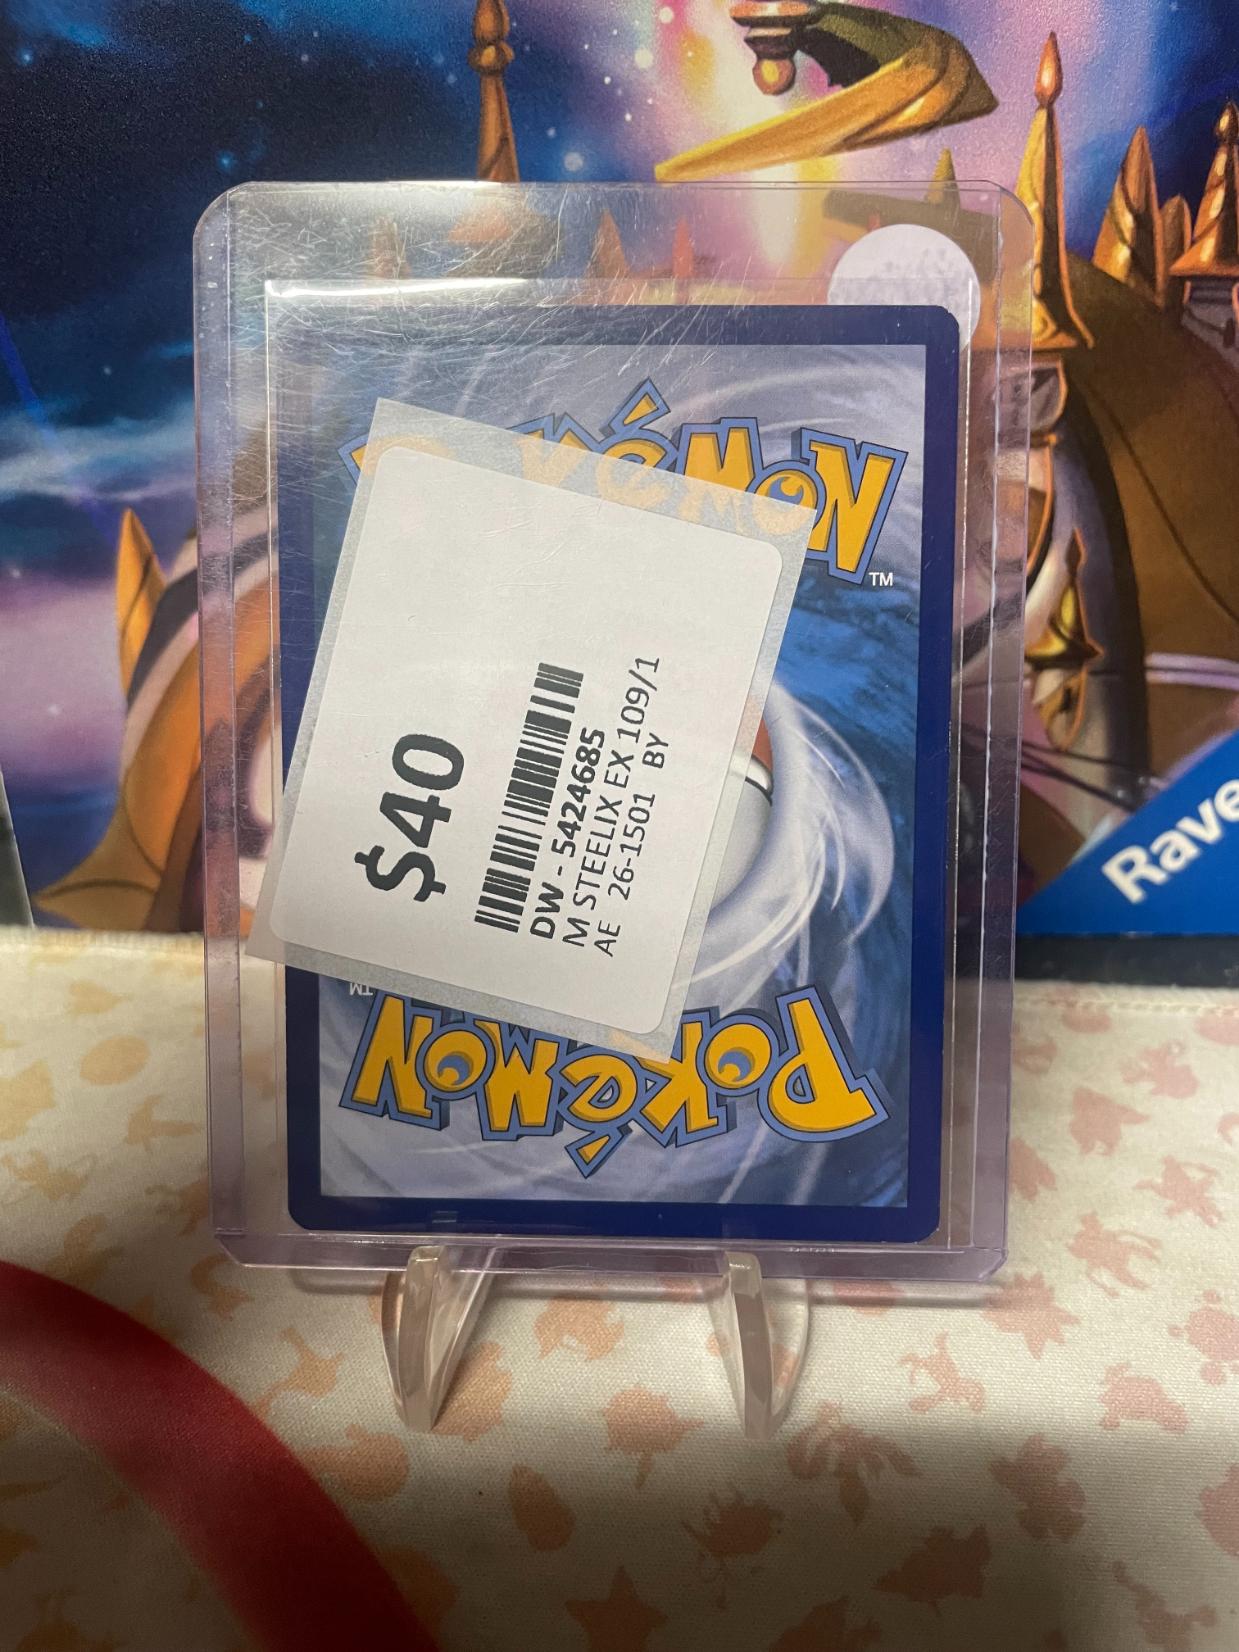 POKéMON
TM
$40
DW - 5424685
M STEELIX EX 109/1
AE 26-1501 BY
TM
POKéMON
Rave